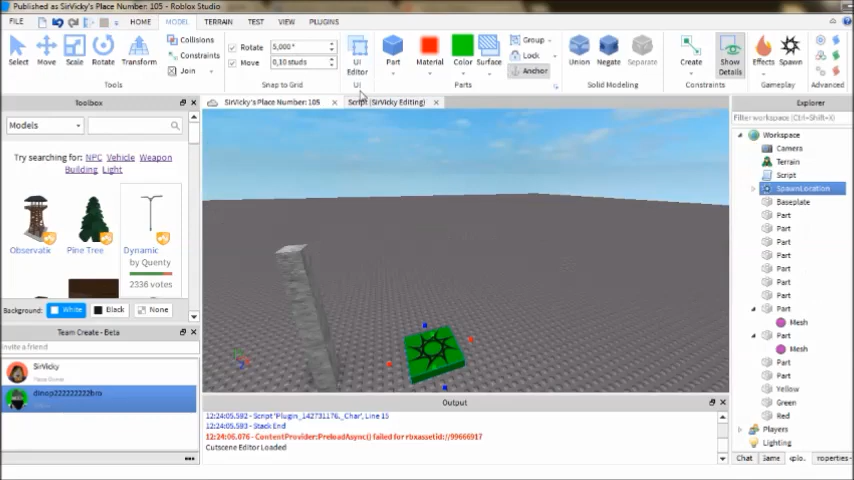 Published as SirVicky's Place Number: 105 - Roblox Studio
FILE HOME MODEL TERRAIN TEST VIEW PLUGINS
Select Move Scale Rotate Transform
Collisions
Constraints
Join
Tools
Rotate 5,000°
Move 0,10 studs
Snap to Grid
UI
Editor
UI
Part Material Color Surface
Group
Lock
Anchor
Parts
Union Negate Separate
Solid Modeling
Create Show
Details
Constraints
Effects Spawn
Gameplay
Advanced
Toolbox
Models
Try searching for: NPC Vehicle Weapon
Building Light
Observatic Pine Tree Dynamic
by Quenty
2336 votes
Background: White Black None
Team Create - Beta
Invite a friend
SirVicky
Place Owner
SirVicky's Place Number: 105 Script (SirVicky Editing)
Output
12:24:05.592 - Script 'Plugin_142731176._Char', Line 15
12:24:05.593 - Stack End
12:24:06.076 - ContentProvider:PreloadAsync() failed for rbxassetid://99666917
Cutscene Editor Loaded
Explorer
Filter workspace (Ctrl+Shift+X)
Workspace
Camera
Terrain
Script
SpawnLocation
Baseplate
Part
Part
Part
Part
Part
Part
Part
Part
Mesh
Part
Mesh
Part
Part
Yellow
Green
Red
Players
Lighting
Chat